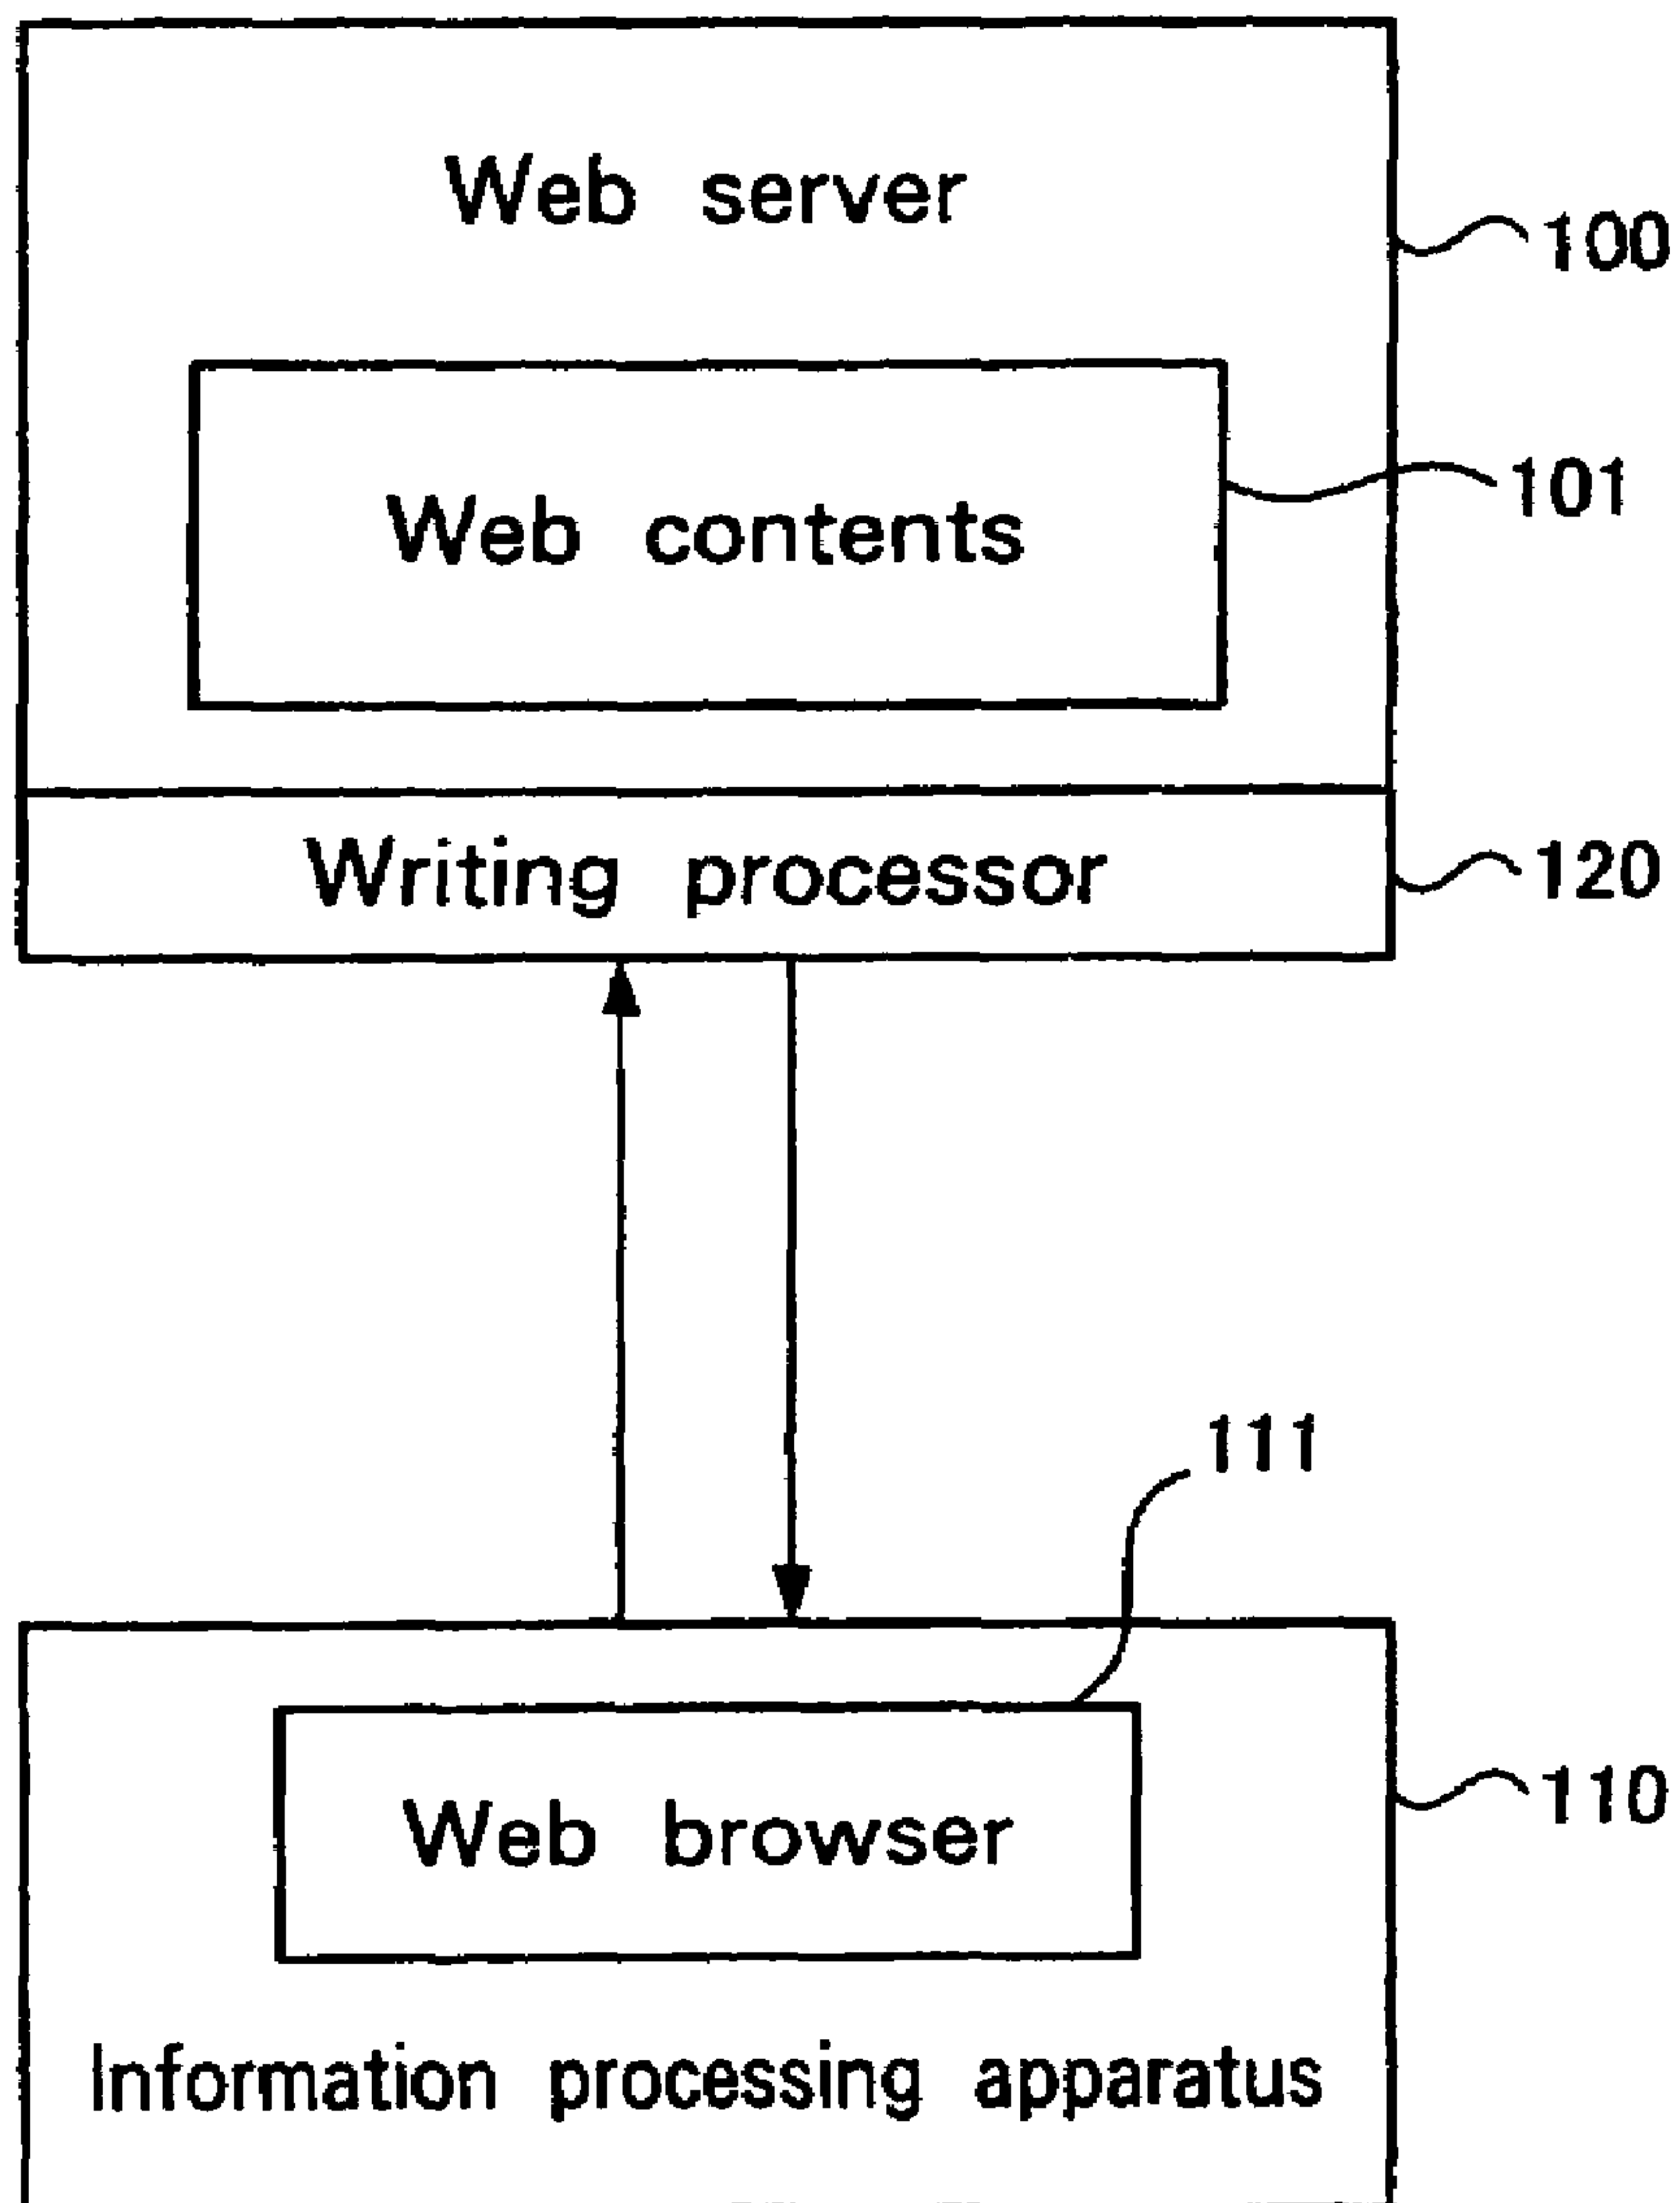 Web server
100
Web contents
101
Writing processor
120
111
Web browser
110
Information processing apparatus